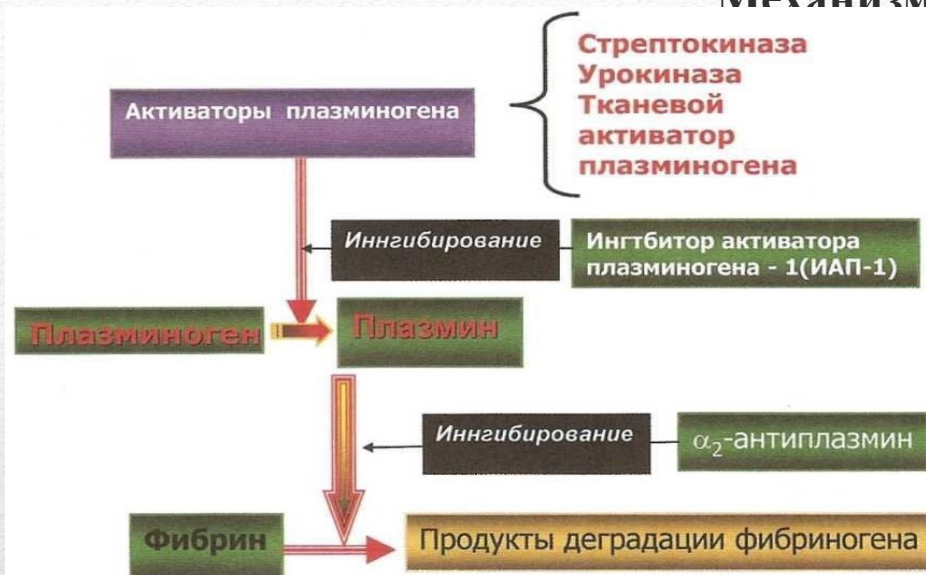 Механизм
Активаторы плазминогена
Стрептокиназа
Урокиназа
Тканевой
активатор
плазминогена
Иннгибирование
Ингтбитор активатора
плазминогена - 1(ИАП-1)
Плазминоген
Плазмин
Иннгибирование
α₂-антиплазмин
Фибрин
Продукты деградации фибриногена